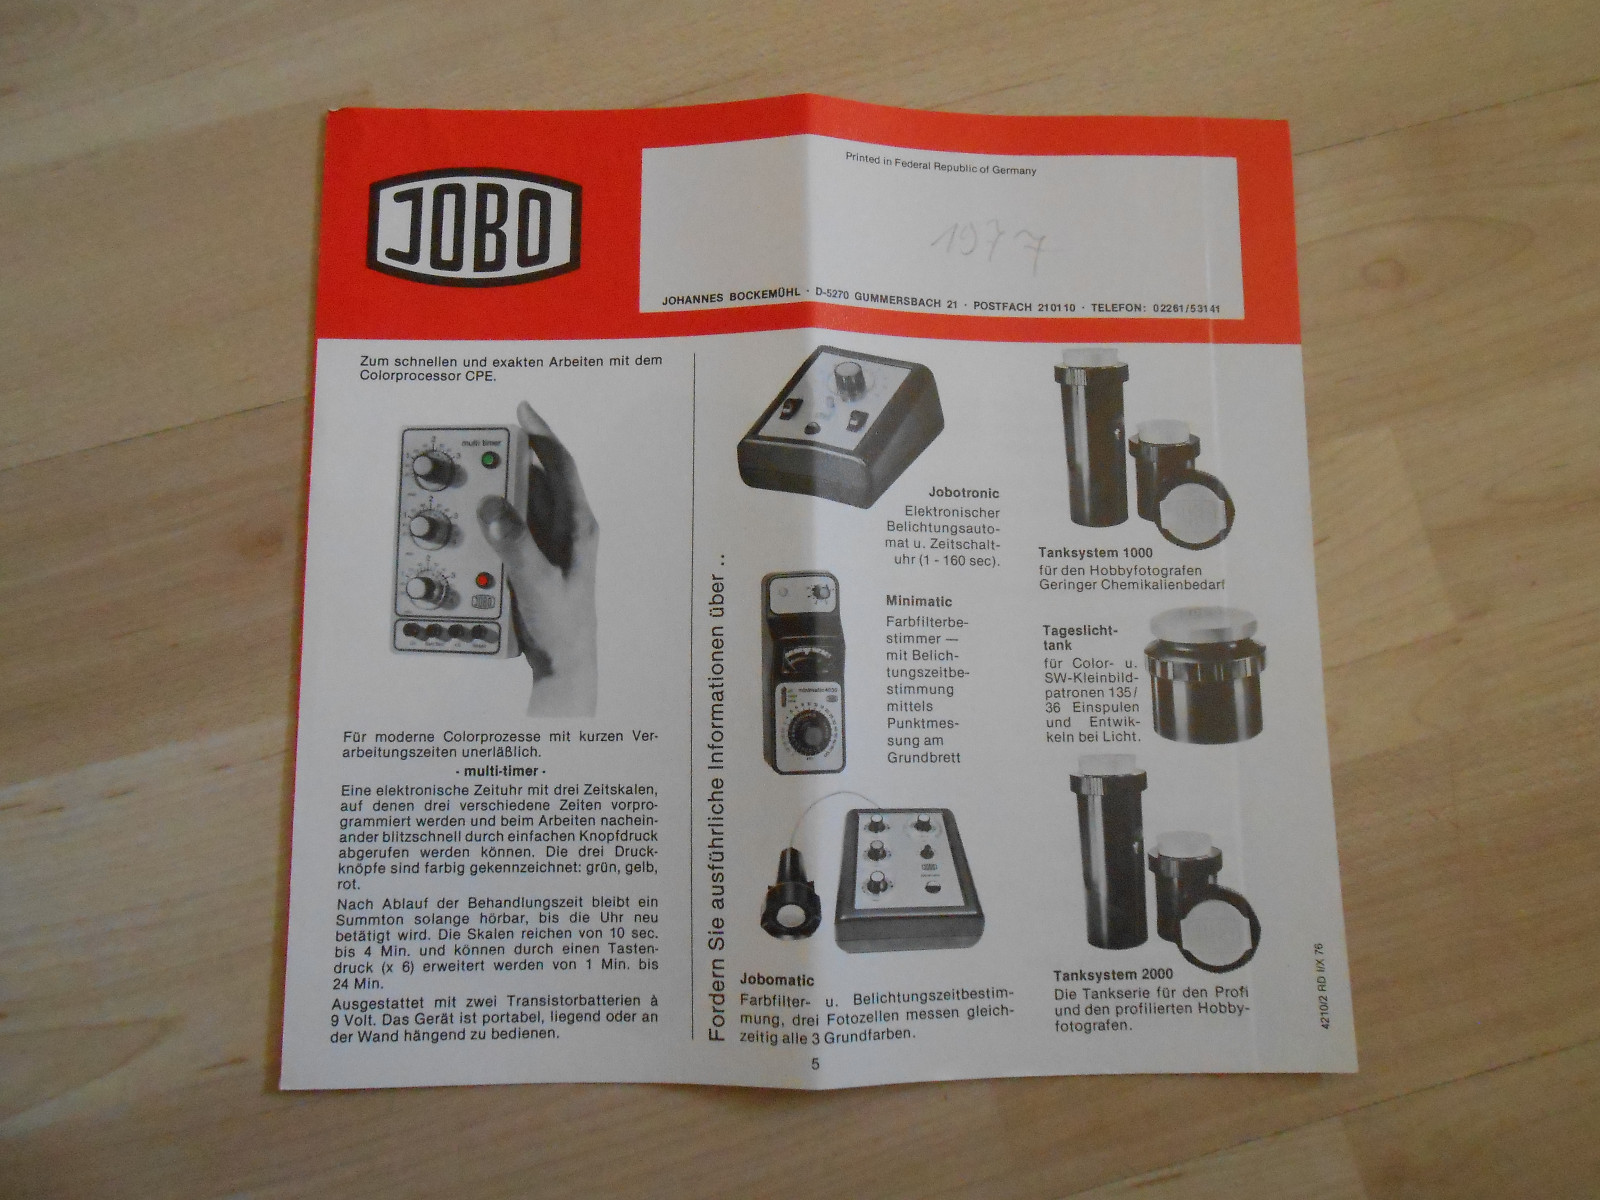 JOBO
Printed in Federal Republic of Germany
1977
JOHANNES BOCKEMÜHL · D-5270 GUMMERSBACH 21 · POSTFACH 210110 · TELEFON: 02261/53141
Zum schnellen und exakten Arbeiten mit dem
Colorprocessor CPE.
multi timer
JOBO
Für moderne Colorprozesse mit kurzen Ver-
arbeitungszeiten unerläßlich.
· multi-timer ·
Eine elektronische Zeituhr mit drei Zeitskalen,
auf denen drei verschiedene Zeiten vorpro-
grammiert werden und beim Arbeiten nachein-
ander blitzschnell durch einfachen Knopfdruck
abgerufen werden können. Die drei Druck-
knöpfe sind farbig gekennzeichnet: grün, gelb,
rot.
Nach Ablauf der Behandlungszeit bleibt ein
Summton solange hörbar, bis die Uhr neu
betätigt wird. Die Skalen reichen von 10 sec.
bis 4 Min. und können durch einen Tasten-
druck (x 6) erweitert werden von 1 Min. bis
24 Min.
Ausgestattet mit zwei Transistorbatterien à
9 Volt. Das Gerät ist portabel, liegend oder an
der Wand hängend zu bedienen.
Fordern Sie ausführliche Informationen über ..
Jobotronic
Elektronischer
Belichtungsauto-
mat u. Zeitschalt-
uhr (1 - 160 sec).
Minimatic
Farbfilterbe-
stimmer —
mit Belich-
tungszeitbe-
stimmung
mittels
Punktmes-
sung am
Grundbrett
Jobomatic
Farbfilter- u. Belichtungszeitbestim-
mung, drei Fotozellen messen gleich-
zeitig alle 3 Grundfarben.
Tanksystem 1000
für den Hobbyfotografen
Geringer Chemikalienbedarf
Tageslicht-
tank
für Color- u.
SW-Kleinbild-
patronen 135/
36 Einspulen
und Entwik-
keln bei Licht.
Tanksystem 2000
Die Tankserie für den Profi
und den profilierten Hobby-
fotografen.
4210/2 RD I/X 76
5